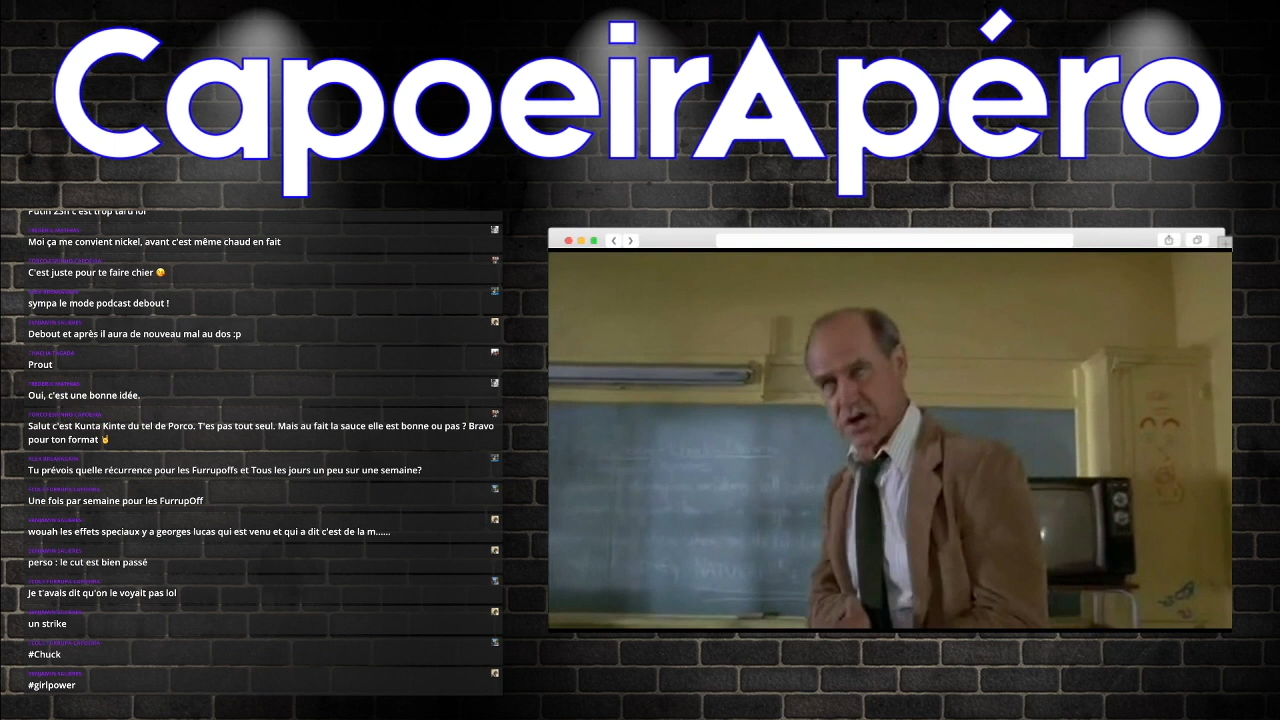 CapoeirApéro
Putin 23h c'est trop tard lol
Moi ça me convient nickel, avant c'est même chaud en fait
C'est juste pour te faire chier 😘
sympa le mode podcast debout !
Debout et après il aura de nouveau mal au dos :p
Prout
Oui, c'est une bonne idée.
Salut c'est Kunta Kinte du tel de Porco. T'es pas tout seul. Mais au fait la sauce elle est bonne ou pas ? Bravo
pour ton format 🤘
Tu prévois quelle récurrence pour les Furrupoffs et Tous les jours un peu sur une semaine?
Une fois par semaine pour les FurrupOff
wouah les effets speciaux y a georges lucas qui est venu et qui a dit c'est de la m......
perso : le cut est bien passé
Je t'avais dit qu'on le voyait pas lol
un strike
#Chuck
#girlpower